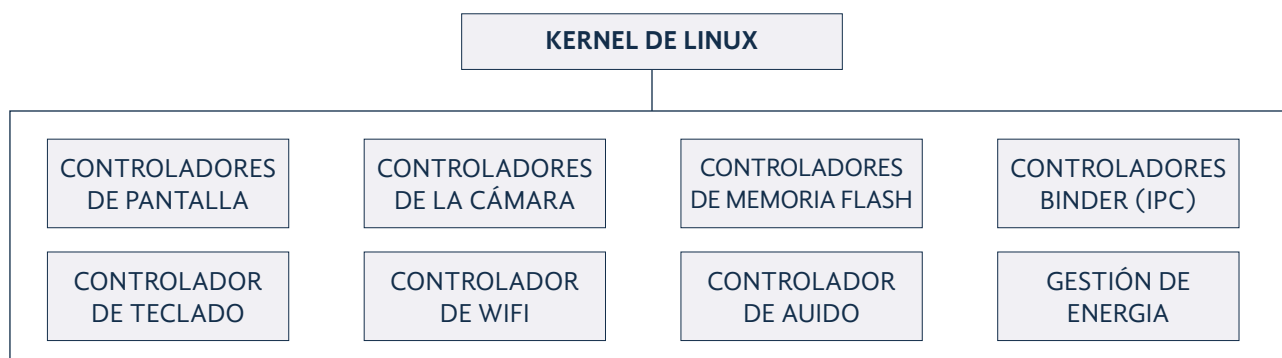 KERNEL DE LINUX
CONTROLADORES
DE PANTALLA
CONTROLADORES
DE LA CÁMARA
CONTROLADORES
DE MEMORIA FLASH
CONTROLADORES
BINDER (IPC)
CONTROLADOR
DE TECLADO
CONTROLADOR
DE WIFI
CONTROLADOR
DE AUIDO
GESTIÓN DE
ENERGIA